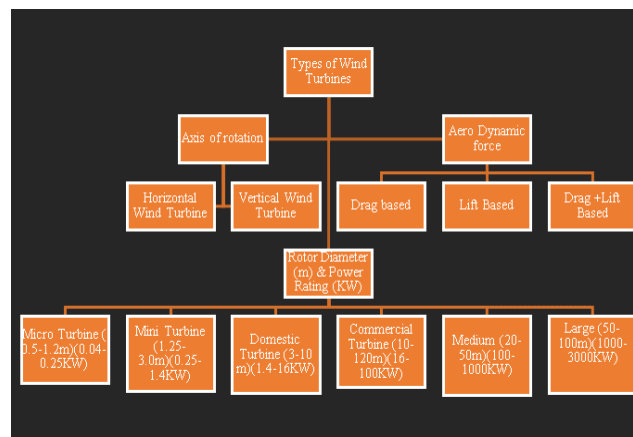 Types of Wind
Turbines
Axis of rotation
Aero Dynamic
force
Horizontal
Wind Turbine
Vertical Wind
Turbine
Drag based
Lift Based
Drag +Lift
Based
Rotor Diameter
(m) & Power
Rating (KW)
Micro Turbine (
0.5-1.2m)(0.04-
0.25KW)
Mini Turbine
(1.25-
3.0m)(0.25-
1.4KW)
Domestic
Turbine (3-10
m)(1.4-16KW)
Commercial
Turbine (10-
120m)(16-
100KW)
Medium (20-
50m)(100-
1000KW)
Large (50-
100m)(1000-
3000KW)